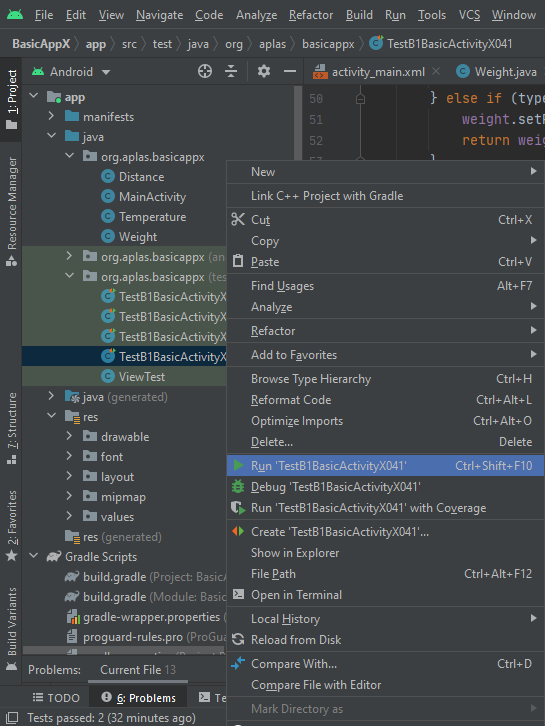 File Edit View Navigate Code Analyze Refactor Build Run Tools VCS Window
BasicAppX app src test java org aplas basicappx TestB1BasicActivityX041
1: Project
Resource Manager
7: Structure
2: Favorites
Build Variants
Android
app
manifests
java
org.aplas.basicappx
Distance
MainActivity
Temperature
Weight
org.aplas.basicappx (an
org.aplas.basicappx (tes
TestB1BasicActivityX
TestB1BasicActivityX
TestB1BasicActivityX
TestB1BasicActivityX
ViewTest
java (generated)
res
drawable
font
layout
mipmap
values
res (generated)
Gradle Scripts
build.gradle (Project: BasicA
build.gradle (Module: BasicA
gradle-wrapper.properties
proguard-rules.pro (ProGua
activity_main.xml Weight.java
50 } else if (type
51 weight.setP
52 return weig
}
New
Link C++ Project with Gradle
Cut Ctrl+X
Copy
Paste Ctrl+V
Find Usages Alt+F7
Analyze
Refactor
Add to Favorites
Browse Type Hierarchy Ctrl+H
Reformat Code Ctrl+Alt+L
Optimize Imports Ctrl+Alt+O
Delete... Delete
Run 'TestB1BasicActivityX041' Ctrl+Shift+F10
Debug 'TestB1BasicActivityX041'
Run 'TestB1BasicActivityX041' with Coverage
Create 'TestB1BasicActivityX041'...
Show in Explorer
File Path Ctrl+Alt+F12
Open in Terminal
Local History
Reload from Disk
Compare With... Ctrl+D
Compare File with Editor
Mark Directory as
Problems: Current File 13
TODO 6: Problems Te
Tests passed: 2 (32 minutes ago)